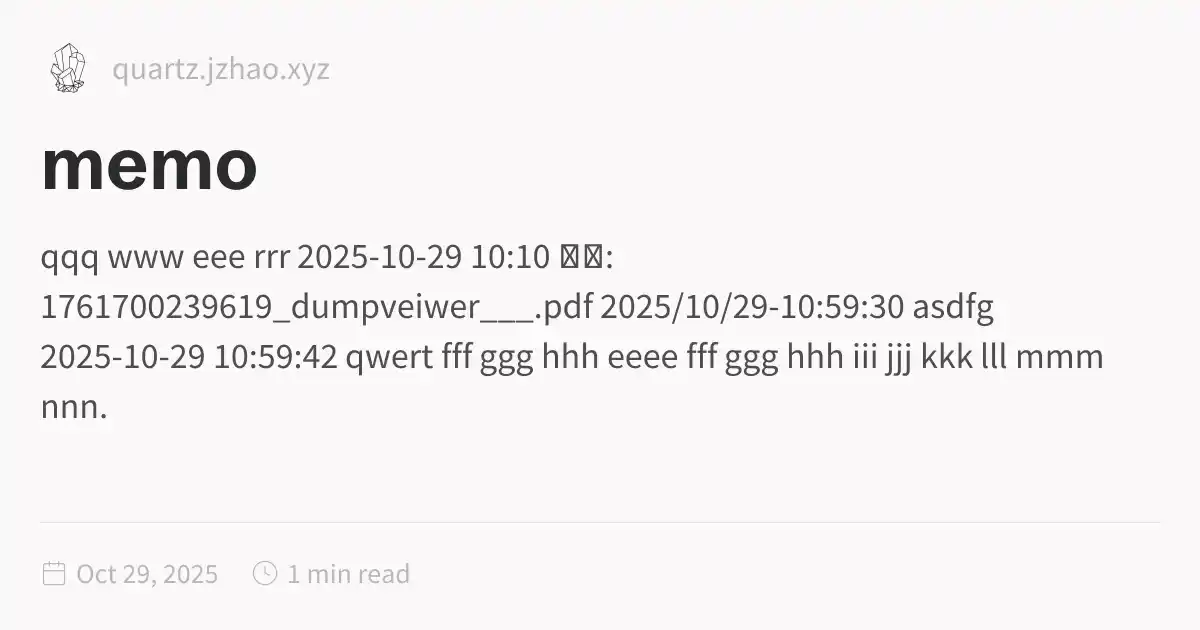 quartz.jzhao.xyz
memo
qqq www eee rrr 2025-10-29 10:10 :
1761700239619_dumpveiwer___.pdf 2025/10/29-10:59:30 asdfg
2025-10-29 10:59:42 qwert fff ggg hhh eeee fff ggg hhh iii jjj kkk lll mmm
nnn.
Oct 29, 2025 1 min read